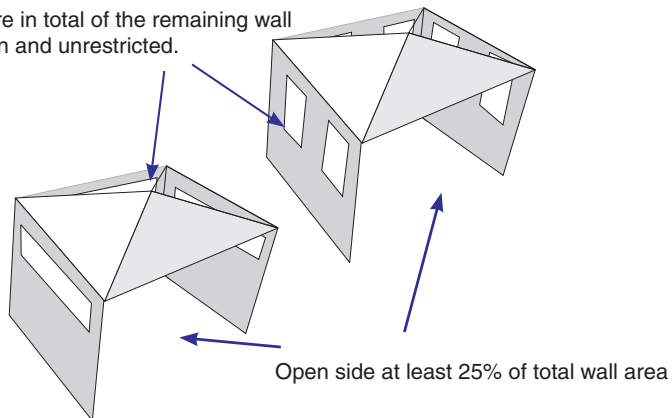 re in total of the remaining wall
n and unrestricted.
Open side at least 25% of total wall area